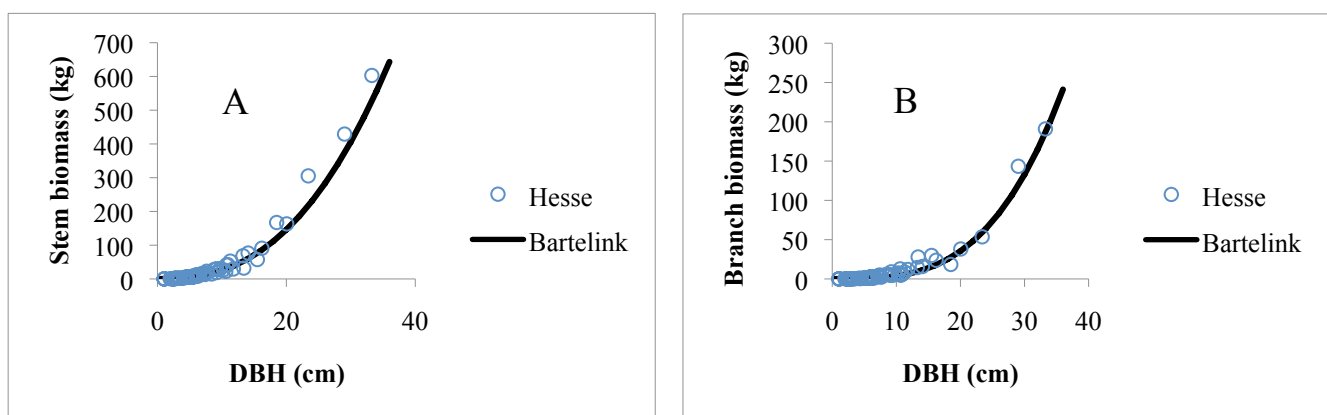 700
600
500
400
300
200
100
0
Stem biomass (kg)
A
0 20 40
DBH (cm)
Hesse
Bartelink
300
250
200
150
100
50
0
Branch biomass (kg)
B
0 10 20 30 40
DBH (cm)
Hesse
Bartelink